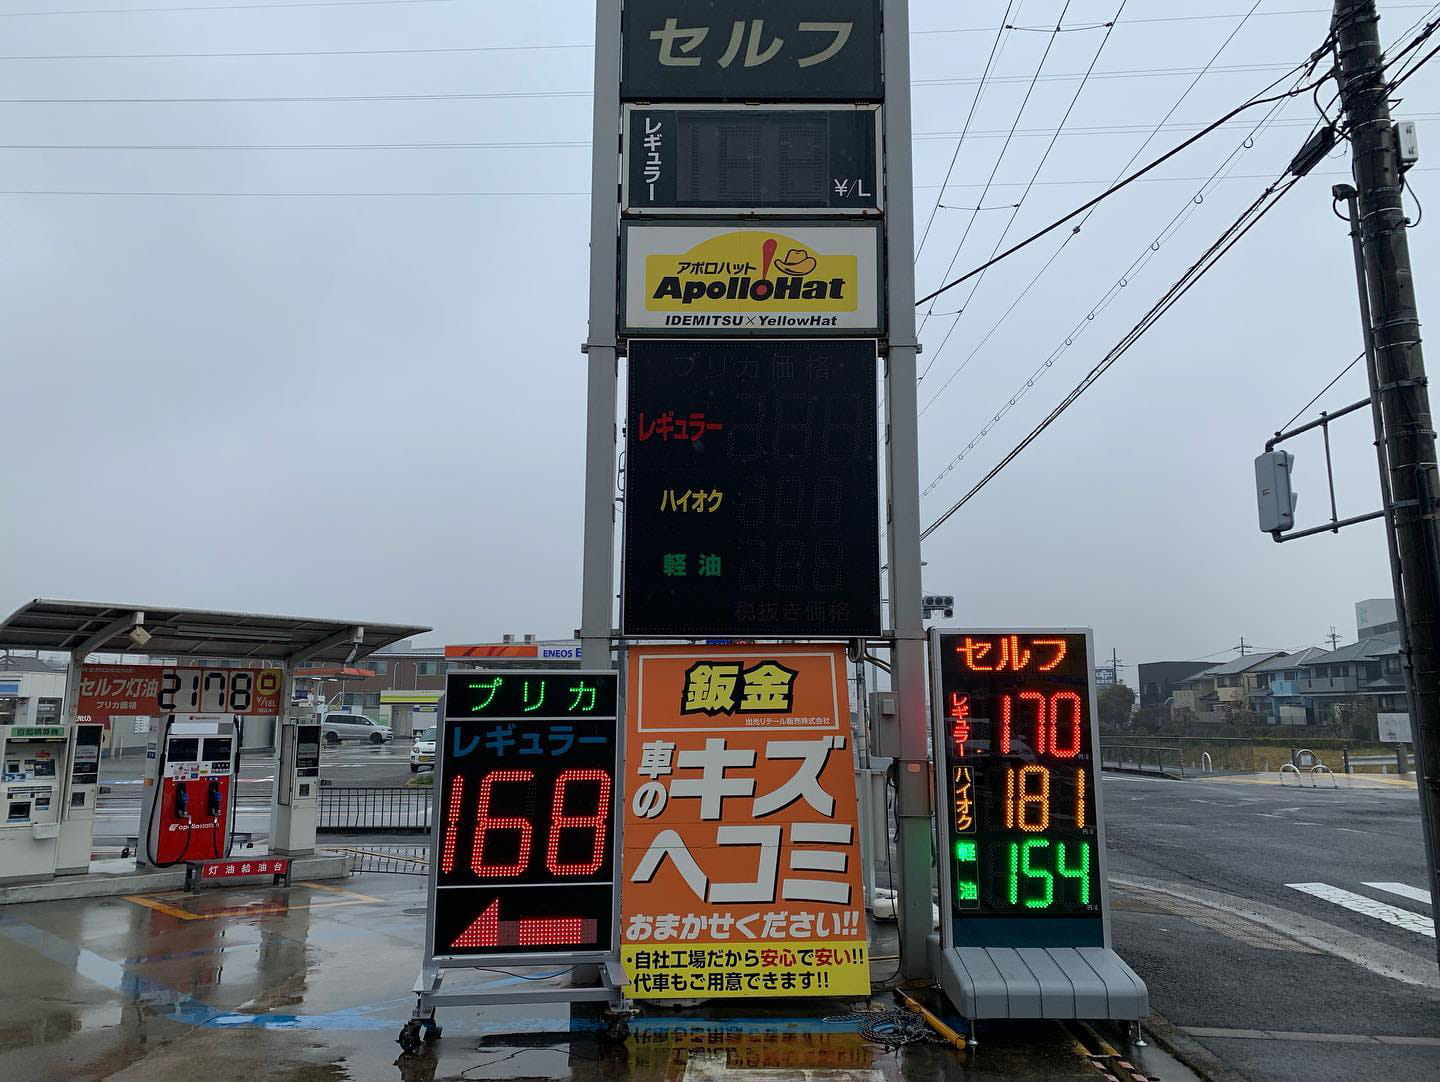 セルフ
レギュラー
¥/L
アポロハット
ApolloHat
IDEMITSU×YellowHat
プリカ価格
レギュラー
ハイオク
軽油
税抜き価格
鈑金
出光リテール販売株式会社
車のキズ
ヘコミ
おまかせください!!
・自社工場だから安心で安い!!
・代車もご用意できます!!
プリカ
レギュラー
168
セルフ
レギュラー 170
ハイオク 181
軽油 154
KEROSENE
セルフ灯油
プリカ価格
2178
¥/18L
apollostation
灯油給油台
ENEOS